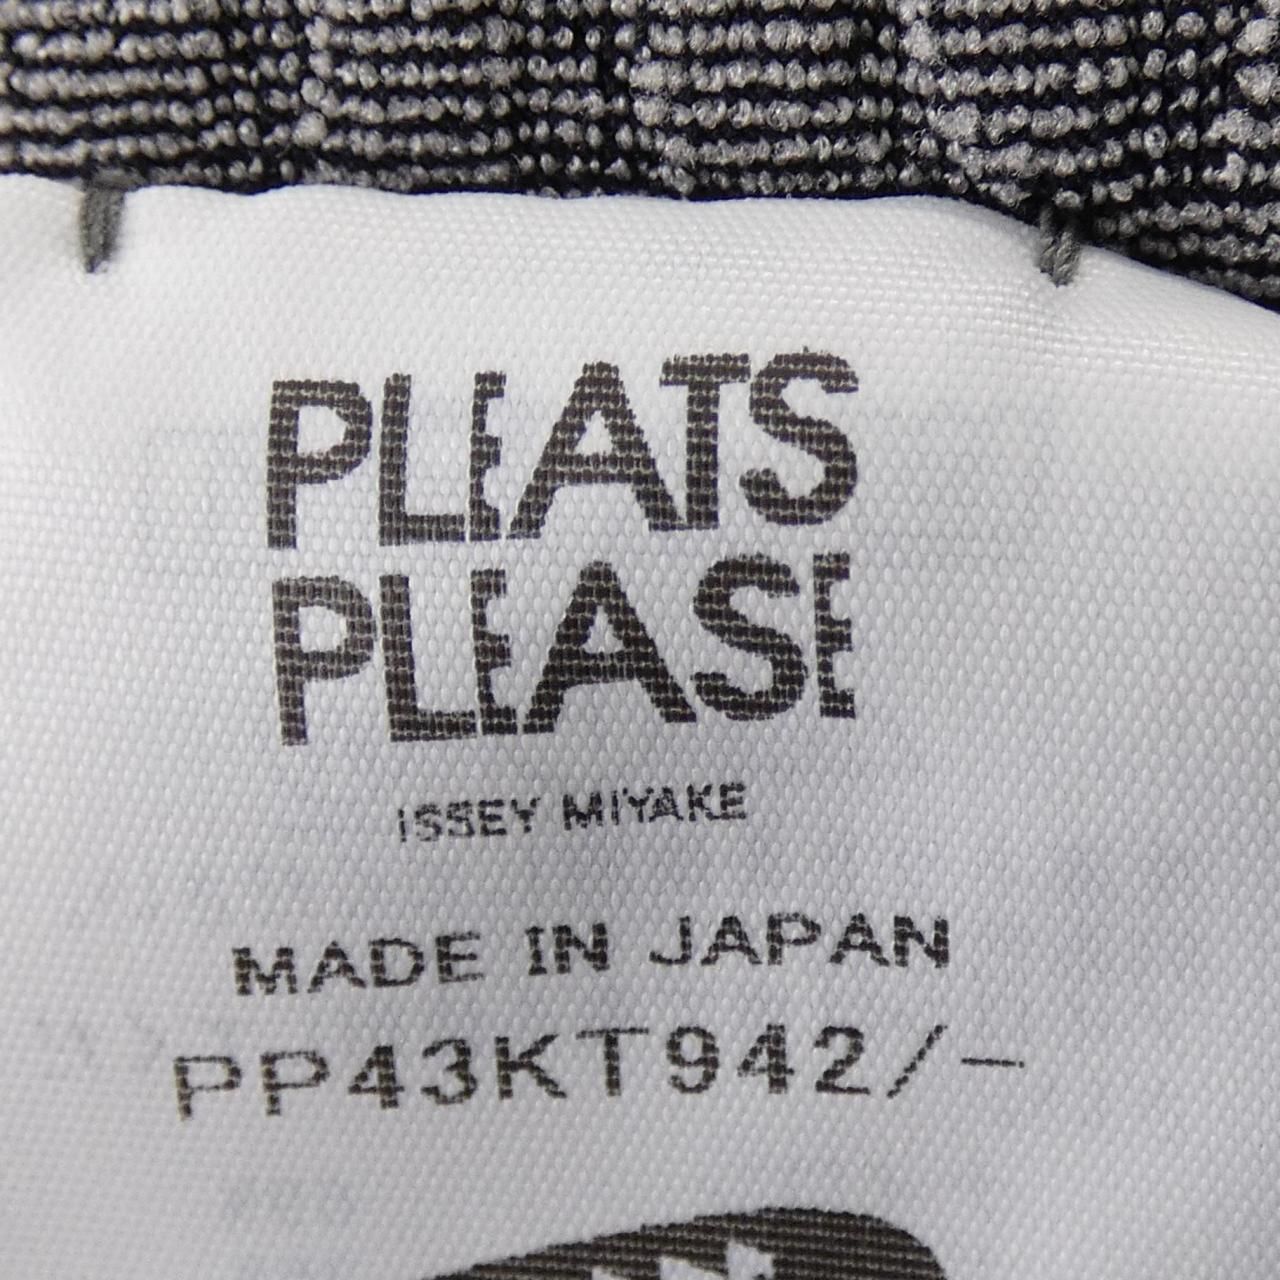 PLEATS
PLEASE
ISSEY MIYAKE
MADE IN JAPAN
PP43KT942/-